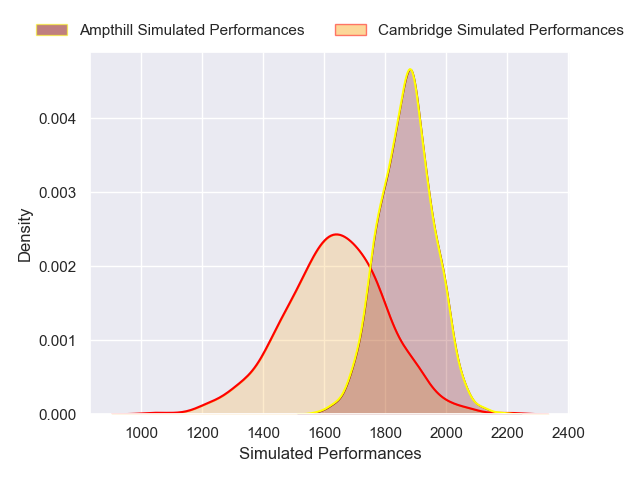 Ampthill Simulated Performances Cambridge Simulated Performances
0.004
0.003
0.002
0.001
0.000
Density
1000 1200 1400 1600 1800 2000 2200 2400
Simulated Performances